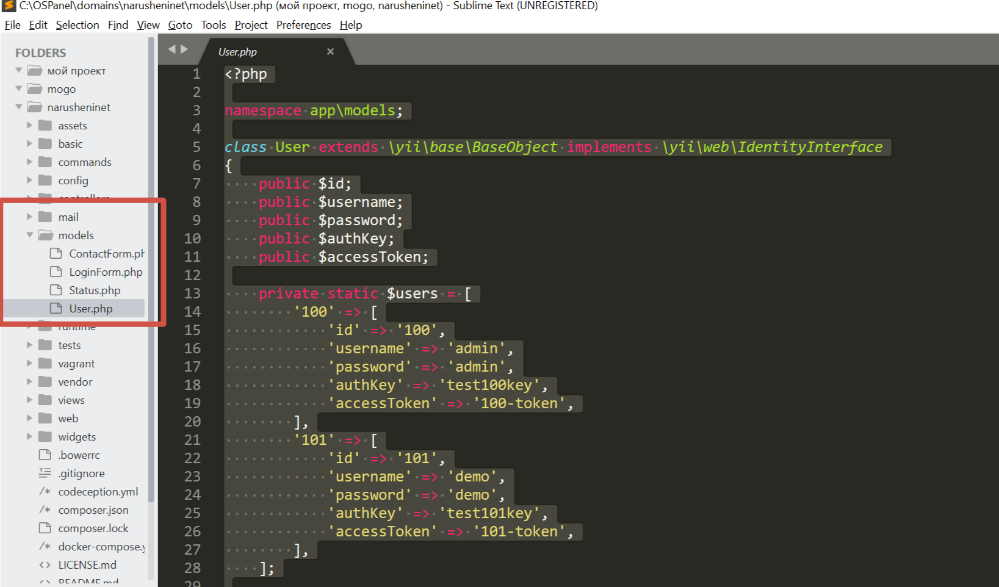 C:\OSPanel\domains\narusheninet\models\User.php (мой проект, mogo, narusheninet) - Sublime Text (UNREGISTERED)
File Edit Selection Find View Goto Tools Project Preferences Help
FOLDERS
мой проект
mogo
narusheninet
assets
basic
commands
config
controllers
mail
models
ContactForm.ph
LoginForm.php
Status.php
User.php
runtime
tests
vagrant
vendor
views
web
widgets
.bowerrc
.gitignore
codeception.yml
composer.json
composer.lock
docker-compose.y
LICENSE.md
README.md
User.php ×
1 <?php
2
3 namespace app\models;
4
5 class User extends \yii\base\BaseObject implements \yii\web\IdentityInterface
6 {
7     public $id;
8     public $username;
9     public $password;
10     public $authKey;
11     public $accessToken;
12
13     private static $users = [
14         '100' => [
15             'id' => '100',
16             'username' => 'admin',
17             'password' => 'admin',
18             'authKey' => 'test100key',
19             'accessToken' => '100-token',
20         ],
21         '101' => [
22             'id' => '101',
23             'username' => 'demo',
24             'password' => 'demo',
25             'authKey' => 'test101key',
26             'accessToken' => '101-token',
27         ],
28     ];
29